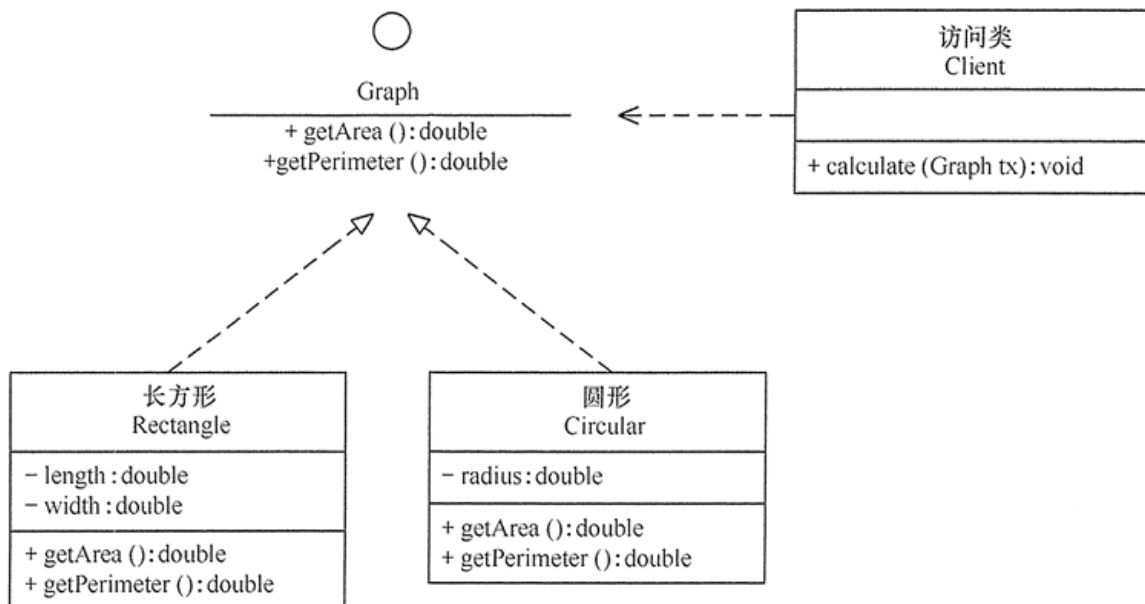 Graph
+ getArea ( ) : double
+getPerimeter ( ) : double
访问类
Client
+ calculate (Graph tx) : void
长方形
Rectangle
− length : double
− width : double
+ getArea ( ) : double
+ getPerimeter ( ) : double
圆形
Circular
− radius : double
+ getArea ( ) : double
+ getPerimeter ( ) : double